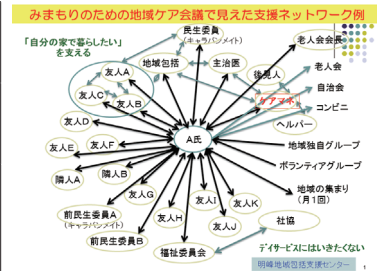 みまもりのための地域ケア会議で見えた支援ネットワーク例
「自分の家で暮らしたい」
を支える
民生委員
(キャラバンメイト)
老人会会長
友人A
地域包括
主治医
後見人
老人会
友人C
友人B
ケアマネ
自治会
コンビニ
友人D
ヘルパー
A氏
友人E
友人F
地域独自グループ
隣人A
隣人B
ボランティアグループ
友人G
友人I
友人K
地域の集まり
(月1回)
前民生委員A
(キャラバンメイト)
友人H
友人J
社協
前民生委員B
福祉委員会
デイサービスにはいきたくない
明峰地域包括支援センター
1